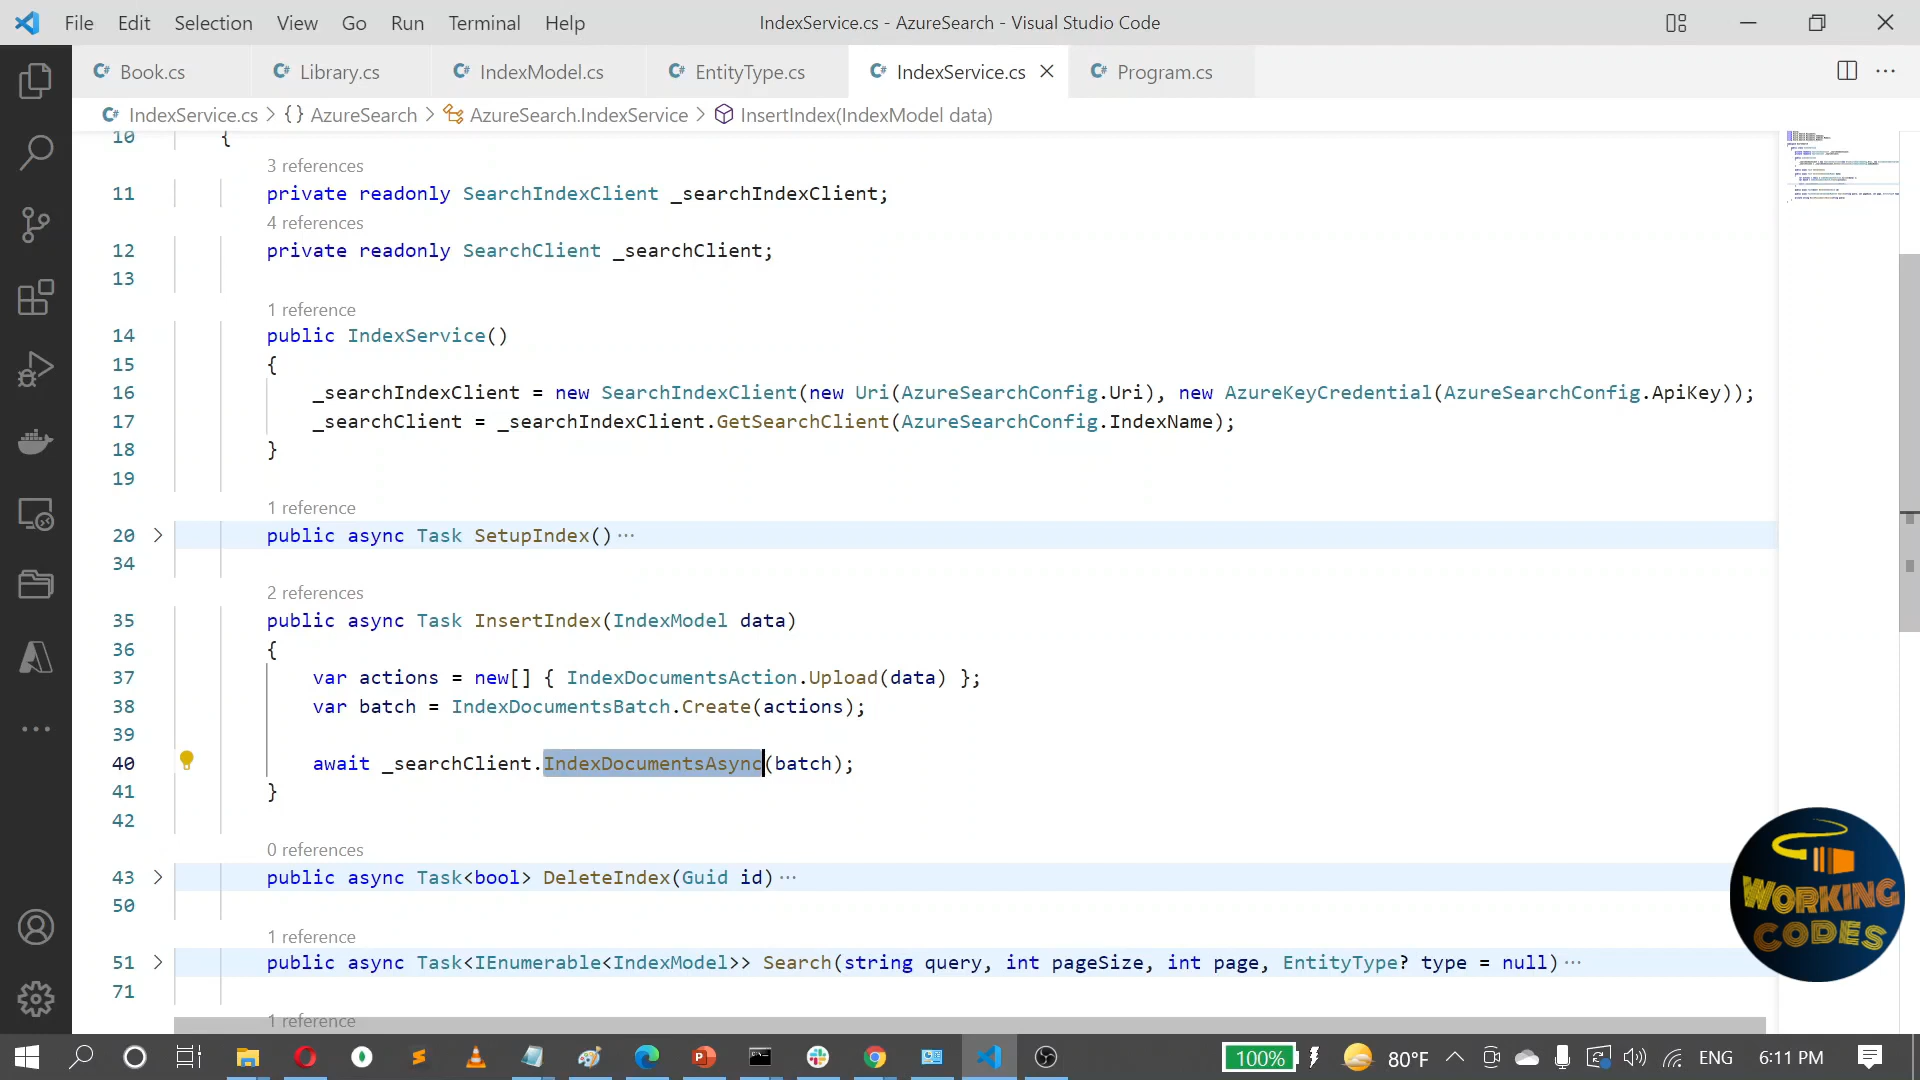 File Edit Selection View Go Run Terminal Help IndexService.cs - AzureSearch - Visual Studio Code
Book.cs Library.cs IndexModel.cs EntityType.cs IndexService.cs Program.cs
IndexService.cs > {} AzureSearch > AzureSearch.IndexService > InsertIndex(IndexModel data)
10 {
3 references
11 private readonly SearchIndexClient _searchIndexClient;
4 references
12 private readonly SearchClient _searchClient;
13
1 reference
14 public IndexService()
15 {
16 _searchIndexClient = new SearchIndexClient(new Uri(AzureSearchConfig.Uri), new AzureKeyCredential(AzureSearchConfig.ApiKey));
17 _searchClient = _searchIndexClient.GetSearchClient(AzureSearchConfig.IndexName);
18 }
19
1 reference
20 public async Task SetupIndex()···
34
2 references
35 public async Task InsertIndex(IndexModel data)
36 {
37 var actions = new[] { IndexDocumentsAction.Upload(data) };
38 var batch = IndexDocumentsBatch.Create(actions);
39
40 await _searchClient.IndexDocumentsAsync(batch);
41 }
42
0 references
43 public async Task<bool> DeleteIndex(Guid id)···
50
1 reference
51 public async Task<IEnumerable<IndexModel>> Search(string query, int pageSize, int page, EntityType? type = null)···
71
1 reference
WORKING
CODES
100% 80°F ENG 6:11 PM